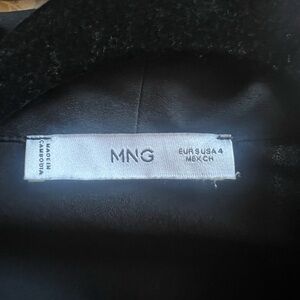 MADE IN
CAMBODIA
MNG
EUR S USA 4
MEX CH